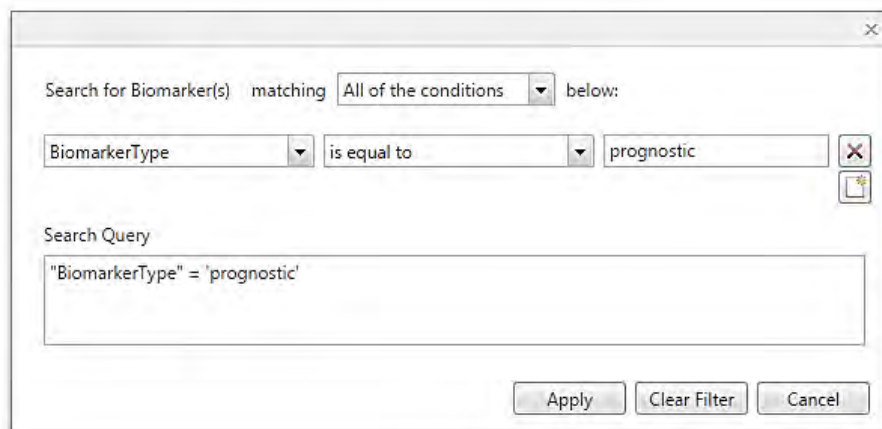 Search for Biomarker(s) matching All of the conditions below:
BiomarkerType is equal to prognostic
Search Query
"BiomarkerType" = 'prognostic'
Apply Clear Filter Cancel